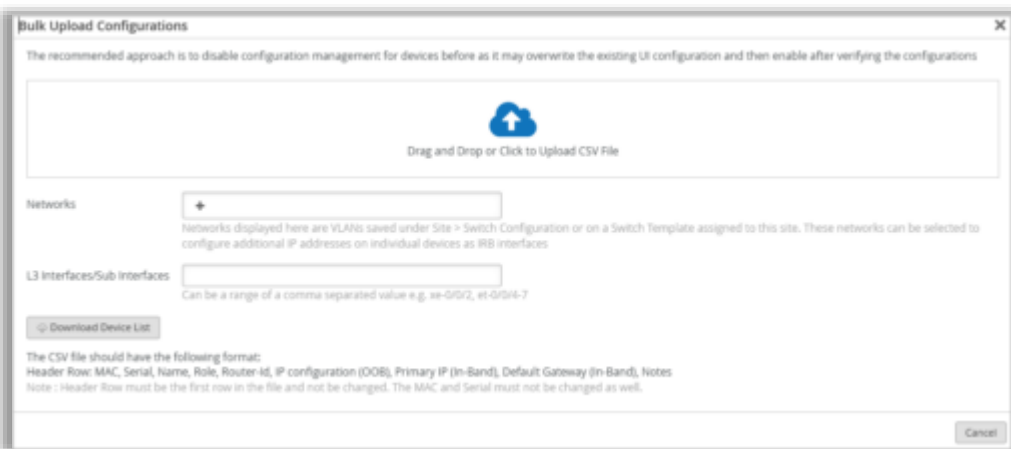 Bulk Upload Configurations
The recommended approach is to disable configuration management for devices before as it may overwrite the existing UI configuration and then enable after verifying the configurations
Drag and Drop or Click to Upload CSV File
Networks
Networks displayed here are VLANs saved under Site > Switch Configuration or on a Switch Template assigned to this site. These networks can be selected to
configure additional IP addresses on individual devices as IRB interfaces
L3 Interfaces/Sub Interfaces
Can be a range of a comma separated value e.g. xe-0/0/2, et-0/0/4-7
Download Device List
The CSV file should have the following format:
Header Row: MAC, Serial, Name, Role, Router-Id, IP configuration (OOB), Primary IP (In-Band), Default Gateway (In-Band), Notes
Note : Header Row must be the first row in the file and not be changed. The MAC and Serial must not be changed as well.
Cancel